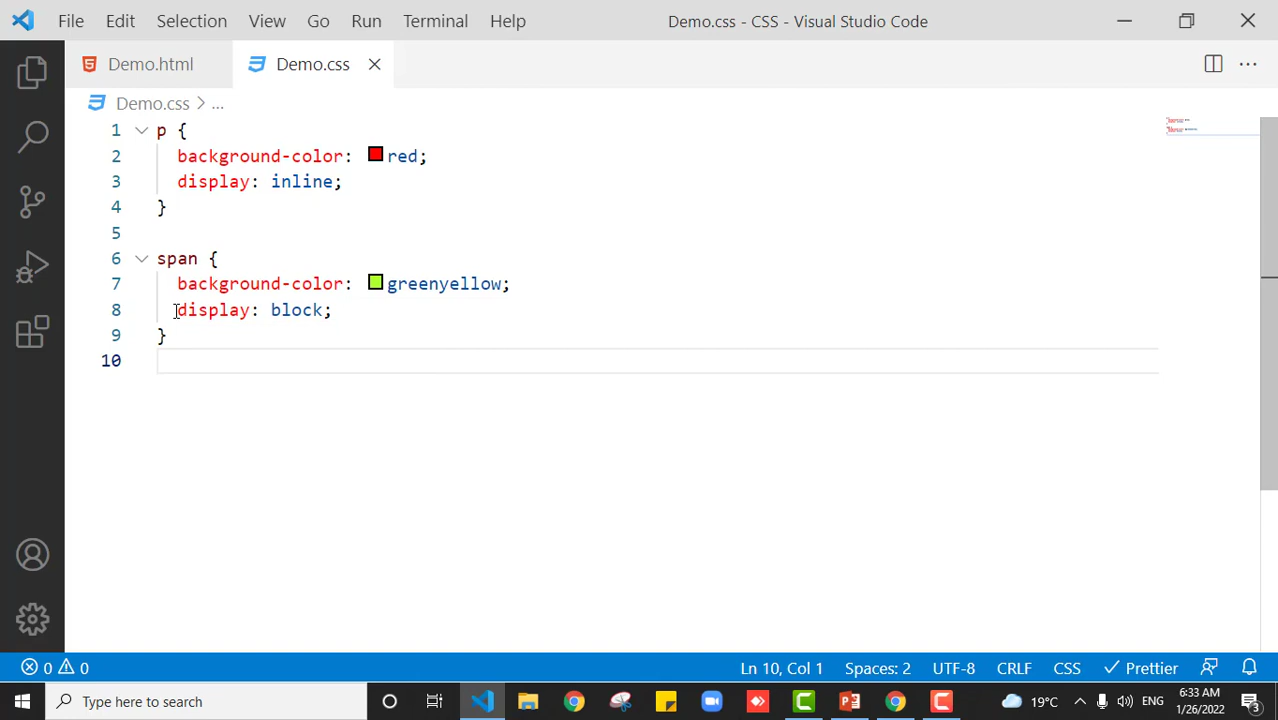 File Edit Selection View Go Run Terminal Help Demo.css - CSS - Visual Studio Code
Demo.html Demo.css
Demo.css > ...
1 p {
2 background-color: red;
3 display: inline;
4 }
5
6 span {
7 background-color: greenyellow;
8 display: block;
9 }
10
0 0 Ln 10, Col 1 Spaces: 2 UTF-8 CRLF CSS Prettier
Type here to search 19°C ENG 6:33 AM
1/26/2022 3